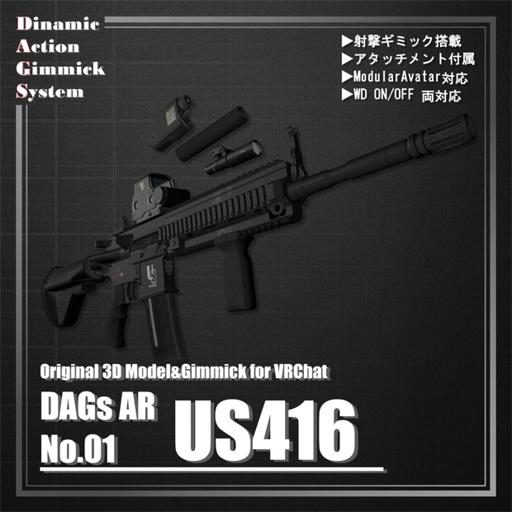 Dinamic
Action
Gimmick
System
▶射撃ギミック搭載
▶アタッチメント付属
▶ModularAvatar対応
▶WD ON/OFF 両対応
Original 3D Model&Gimmick for VRChat
DAGs AR
No.01
US416